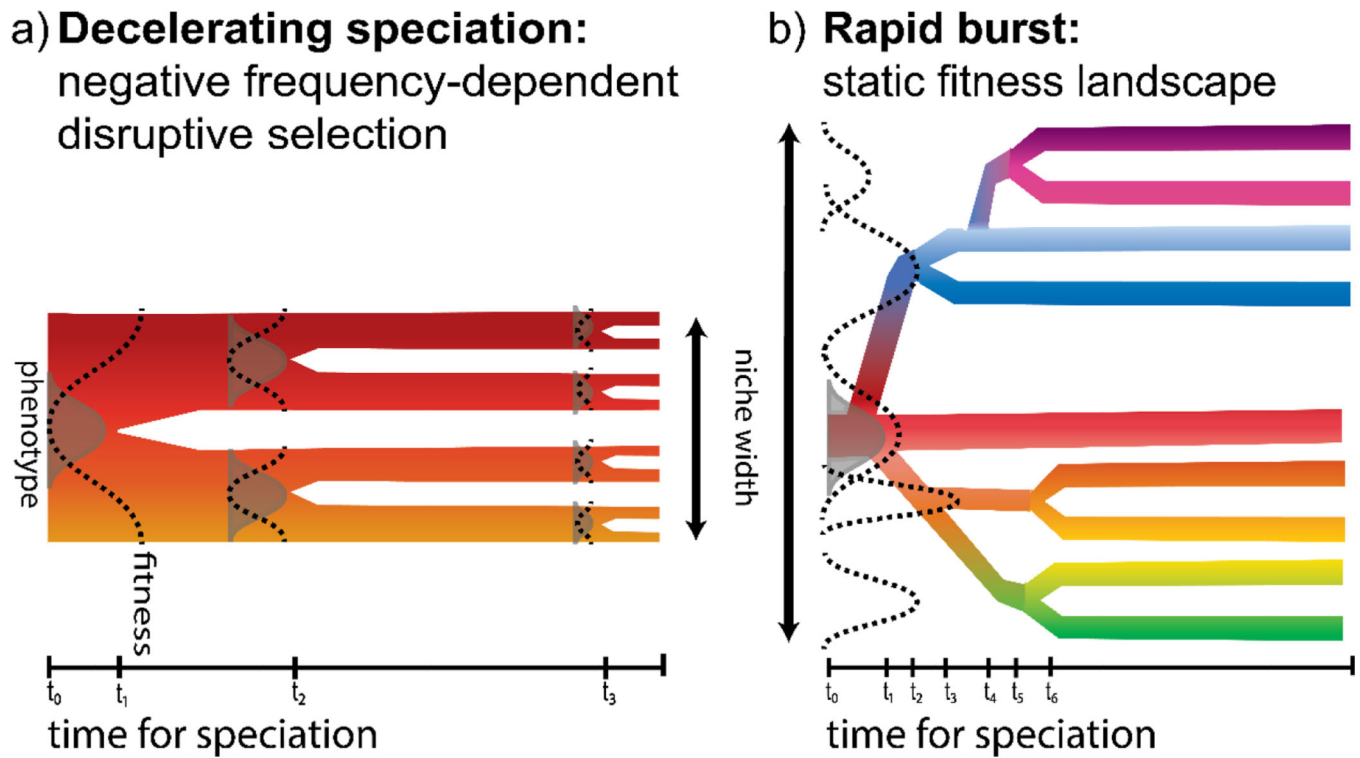 a) Decelerating speciation:
negative frequency-dependent
disruptive selection
phenotype
fitness
t0 t1 t2 t3
time for speciation
niche width
b) Rapid burst:
static fitness landscape
t0 t1 t2 t3 t4 t5 t6
time for speciation